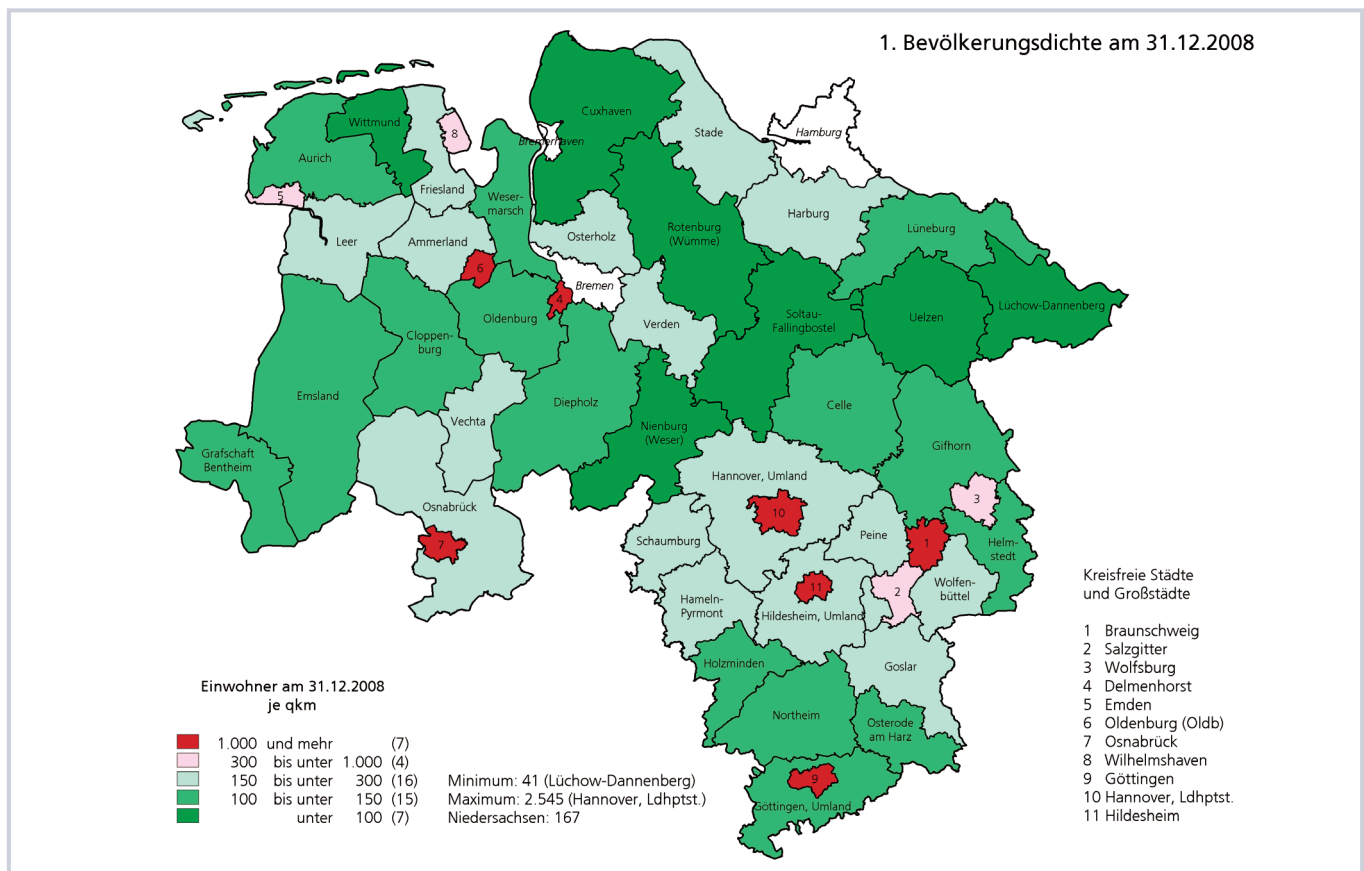 1. Bevölkerungsdichte am 31.12.2008
Cuxhaven
Wittmund
Stade
Hamburg
8
Bremerhaven
Aurich
Friesland
5
Weser-
marsch
Harburg
Rotenburg
(Wümme)
Lüneburg
Osterholz
Leer
Ammerland
6
Bremen
4
Lüchow-Dannenberg
Oldenburg
Verden
Soltau-
Fallingbostel
Uelzen
Cloppen-
burg
Emsland
Diepholz
Celle
Vechta
Nienburg
(Weser)
Gifhorn
Grafschaft
Bentheim
Hannover, Umland
3
Osnabrück
10
Peine
7
Schaumburg
1
Helm-
stedt
11
2
Wolfen-
büttel
Hameln-
Pyrmont
Hildesheim, Umland
Holzminden
Goslar
Northeim
Osterode
am Harz
9
Göttingen, Umland
Kreisfreie Städte
und Großstädte
1 Braunschweig
2 Salzgitter
3 Wolfsburg
4 Delmenhorst
5 Emden
6 Oldenburg (Oldb)
7 Osnabrück
8 Wilhelmshaven
9 Göttingen
10 Hannover, Ldhptst.
11 Hildesheim
Einwohner am 31.12.2008
je qkm
1.000 und mehr (7)
300 bis unter 1.000 (4)
150 bis unter 300 (16) Minimum: 41 (Lüchow-Dannenberg)
100 bis unter 150 (15) Maximum: 2.545 (Hannover, Ldhptst.)
unter 100 (7) Niedersachsen: 167